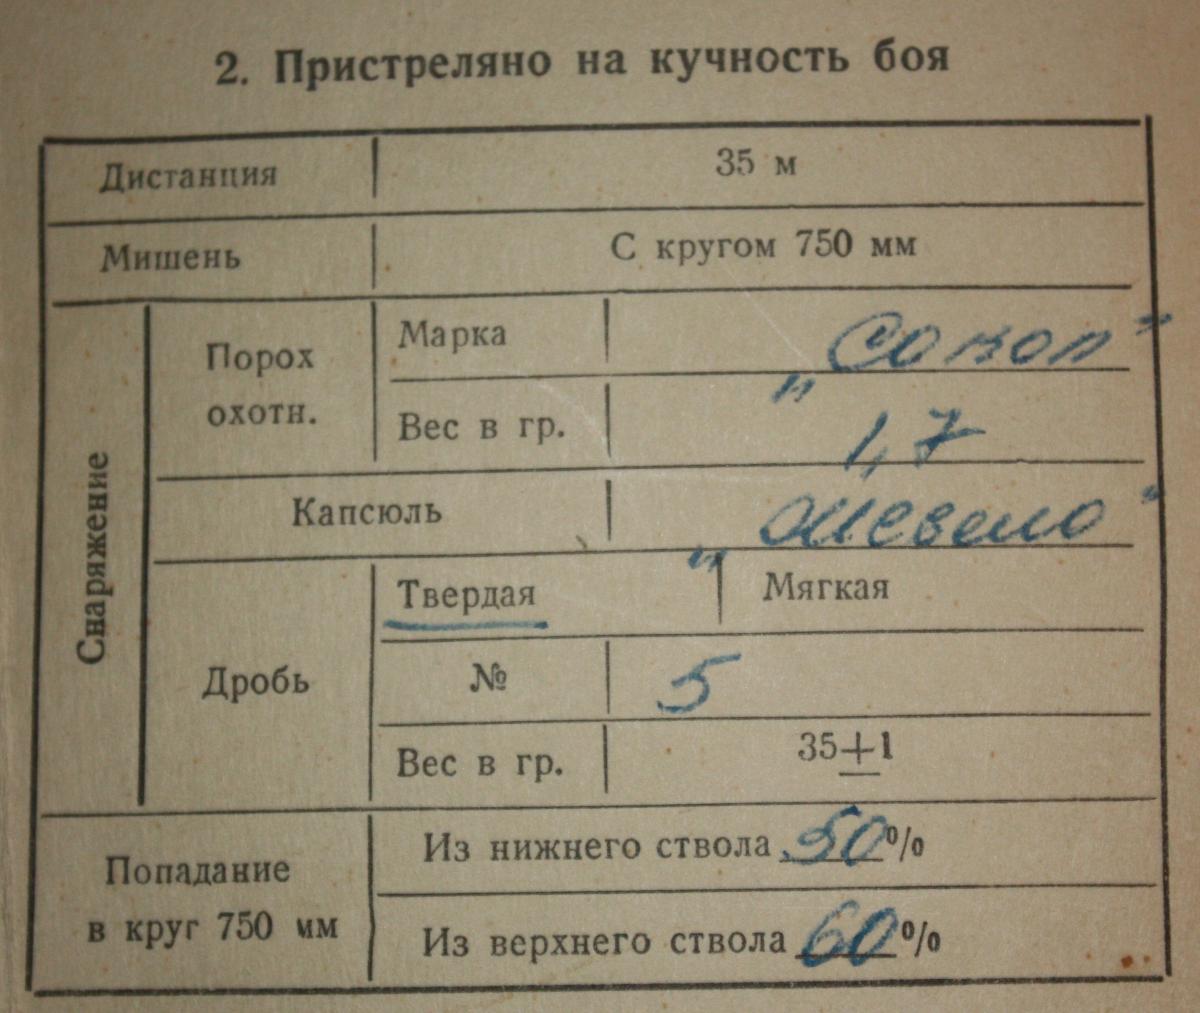 2. Пристреляно на кучность боя
Дистанция 35 м
Мишень С кругом 750 мм
Снаряжение
Порох охотн.
Марка „Сокол"
Вес в гр. 1,7
Капсюль „Жевело"
Дробь
Твердая Мягкая
№ 5
Вес в гр. 35±1
Попадание
в круг 750 мм
Из нижнего ствола 50%
Из верхнего ствола 60%